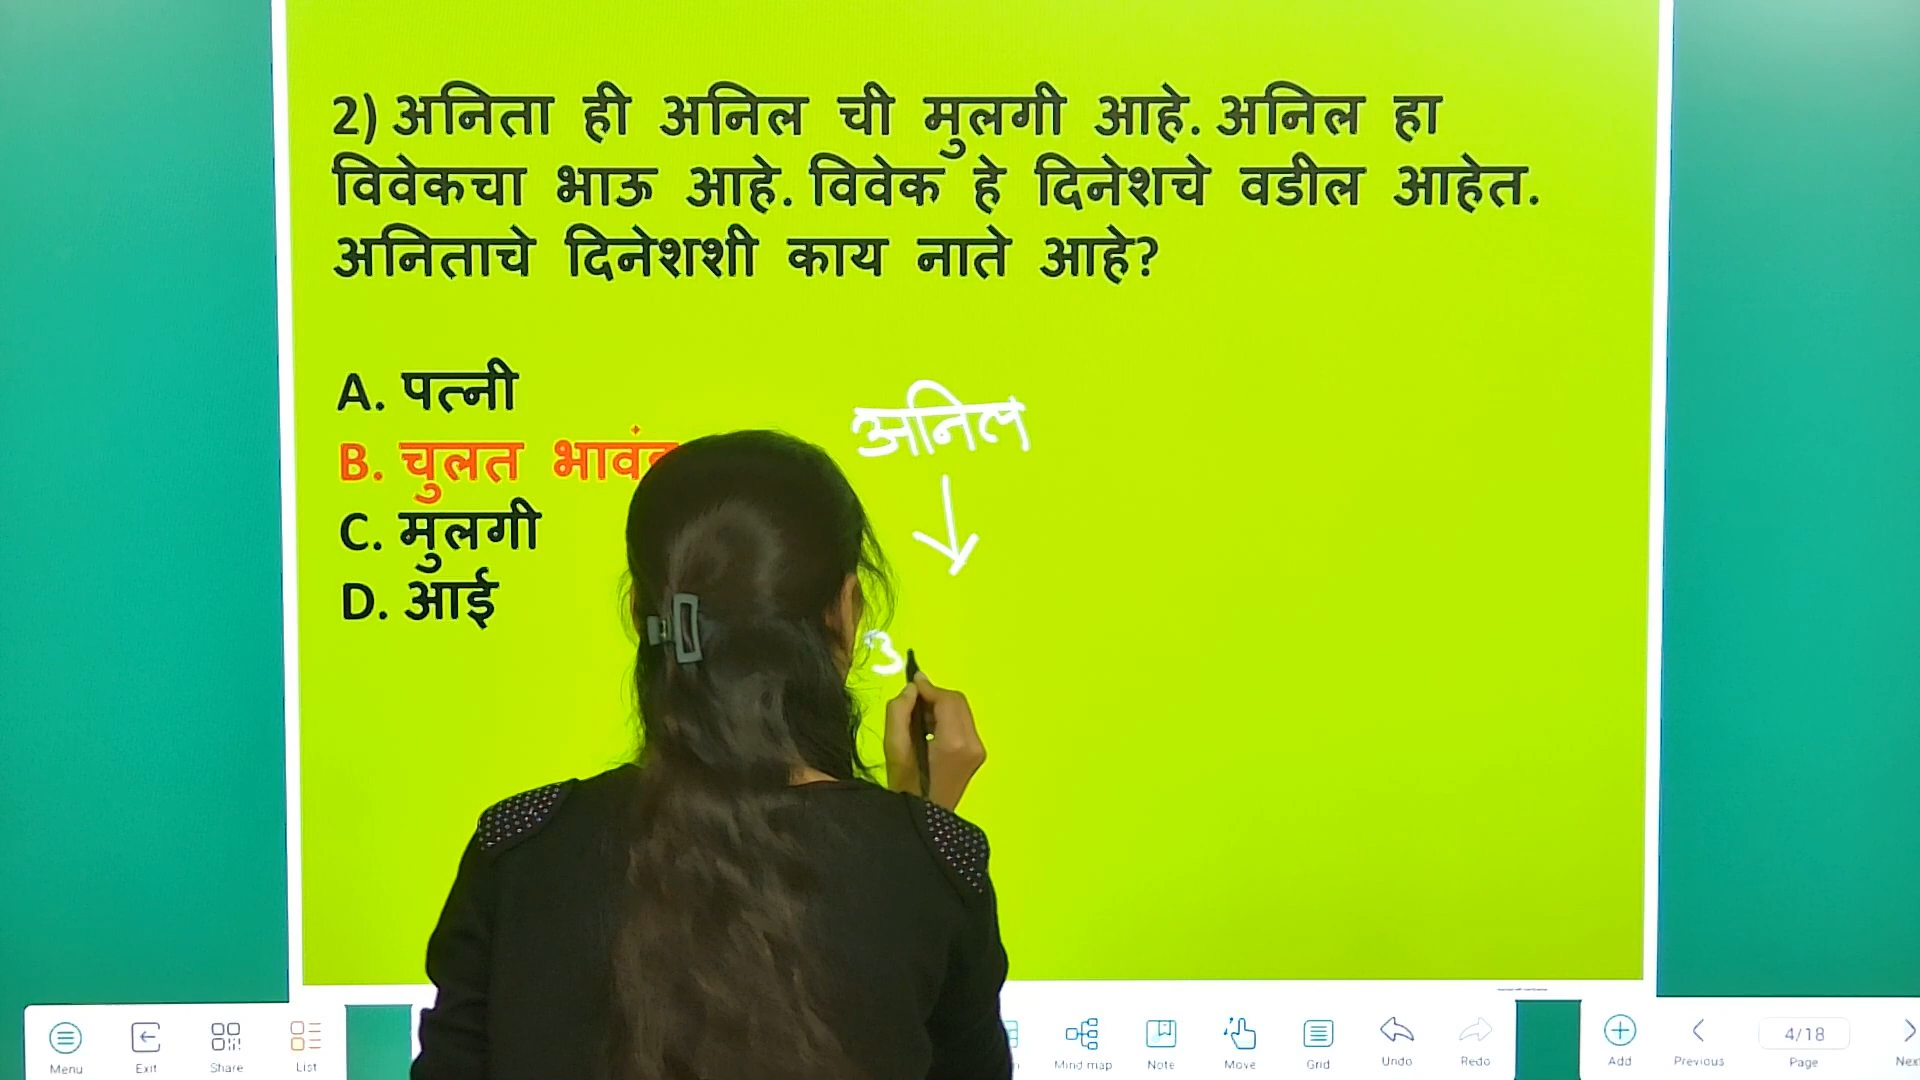 2) अनिता ही अनिल ची मुलगी आहे. अनिल हा
विवेकचा भाऊ आहे. विवेक हे दिनेशचे वडील आहेत.
अनिताचे दिनेशशी काय नाते आहे?
A. पत्नी
B. चुलत
C. मुलगी
D. आई
अनिल
Menu
Exit
Share
List
Mind map
Note
Move
Grid
Undo
Redo
Add
Previous
4/18
Page